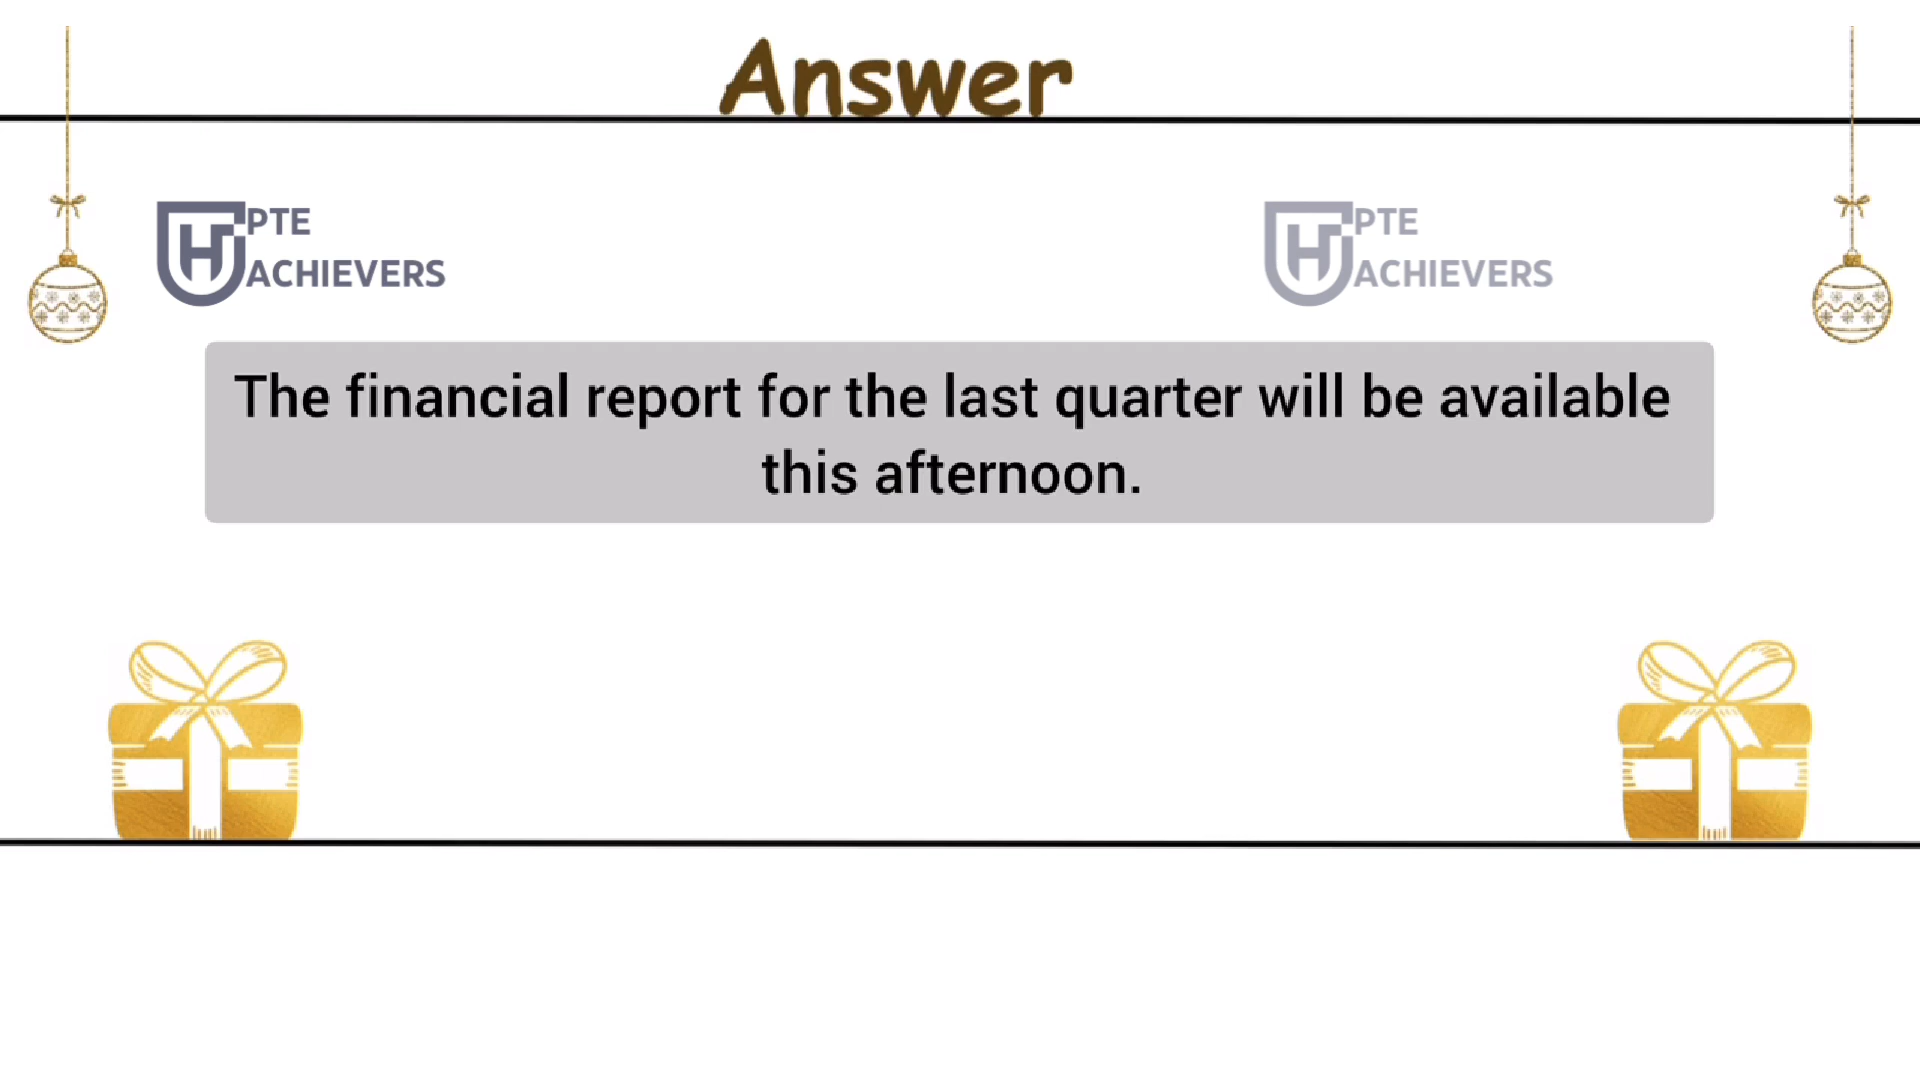 Answer
PTE
ACHIEVERS
PTE
ACHIEVERS
The financial report for the last quarter will be available
this afternoon.